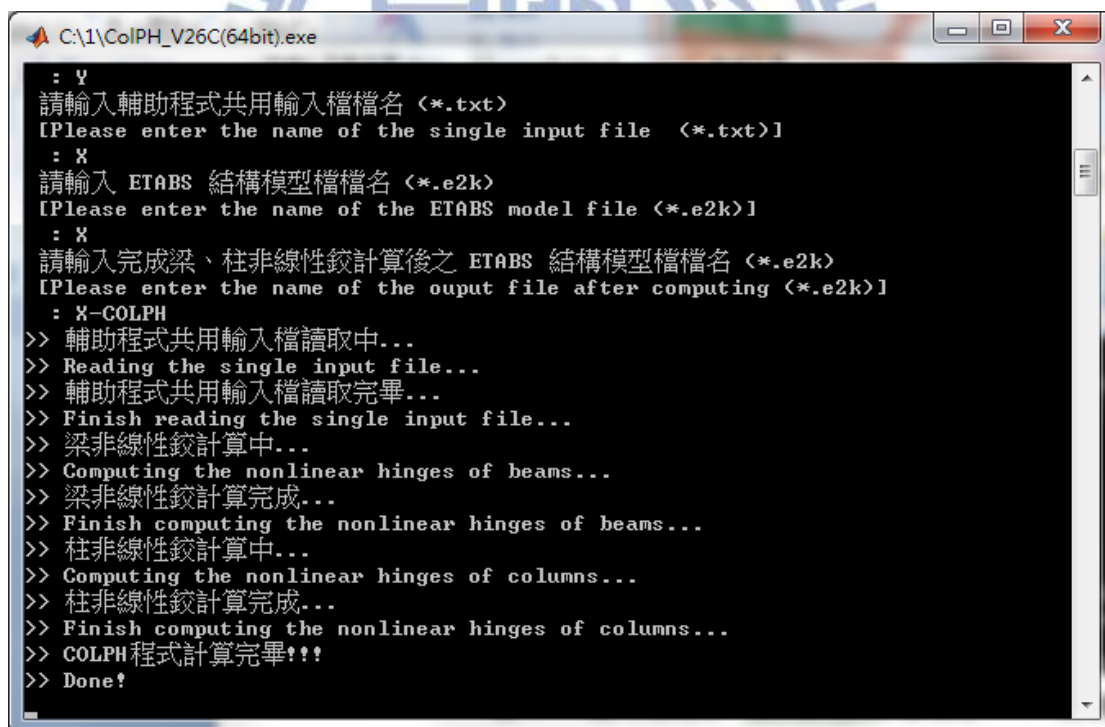 C:\1\ColPH_V26C(64bit).exe
: Y
請輸入輔助程式共用輸入檔檔名 (*.txt)
[Please enter the name of the single input file (*.txt)]
: X
請輸入 ETABS 結構模型檔檔名 (*.e2k)
[Please enter the name of the ETABS model file (*.e2k)]
: X
請輸入完成梁、柱非線性鉸計算後之 ETABS 結構模型檔檔名 (*.e2k)
[Please enter the name of the ouput file after computing (*.e2k)]
: X-COLPH
>> 輔助程式共用輸入檔讀取中...
>> Reading the single input file...
>> 輔助程式共用輸入檔讀取完畢...
>> Finish reading the single input file...
>> 梁非線性鉸計算中...
>> Computing the nonlinear hinges of beams...
>> 梁非線性鉸計算完成...
>> Finish computing the nonlinear hinges of beams...
>> 柱非線性鉸計算中...
>> Computing the nonlinear hinges of columns...
>> 柱非線性鉸計算完成...
>> Finish computing the nonlinear hinges of columns...
>> COLPH程式計算完畢!!!
>> Done!